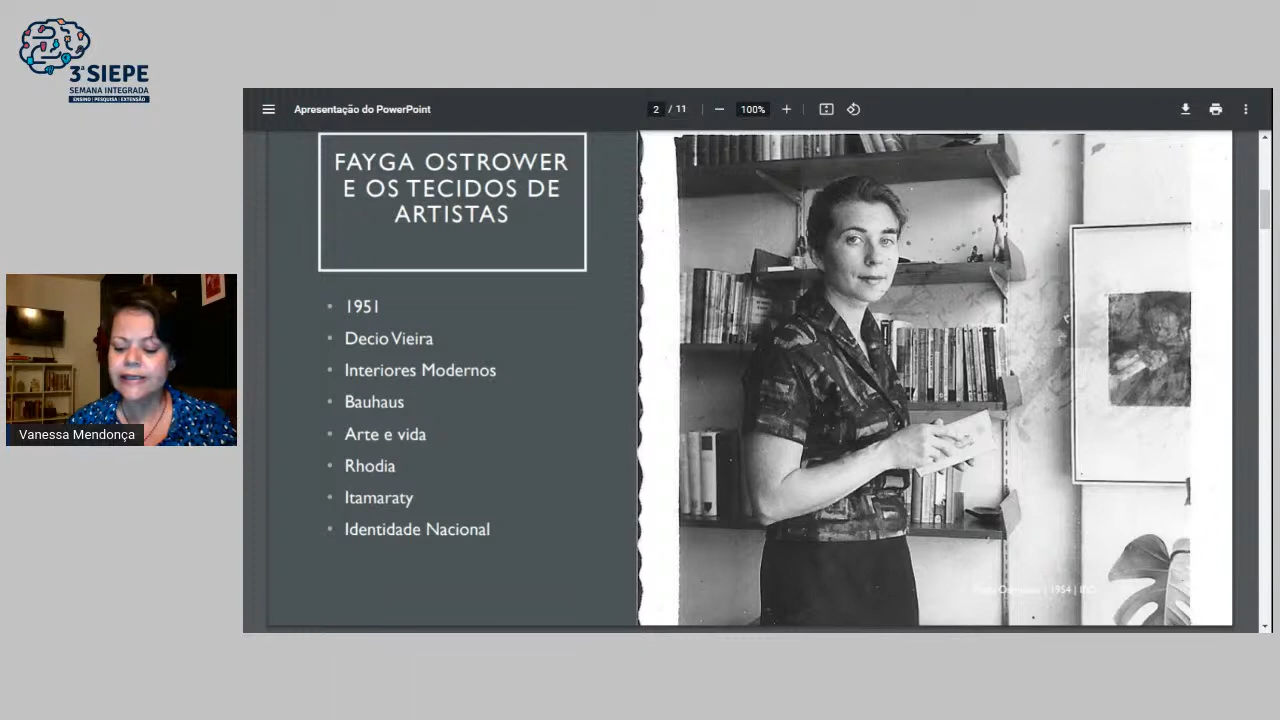 3ª SIEPE
SEMANA INTEGRADA
ENSINO | PESQUISA | EXTENSÃO
Apresentação do PowerPoint
2 / 11
100%
FAYGA OSTROWER
E OS TECIDOS DE
ARTISTAS
1951
Decio Vieira
Interiores Modernos
Bauhaus
Arte e vida
Rhodia
Itamaraty
Identidade Nacional
| 1954 |
Vanessa Mendonça